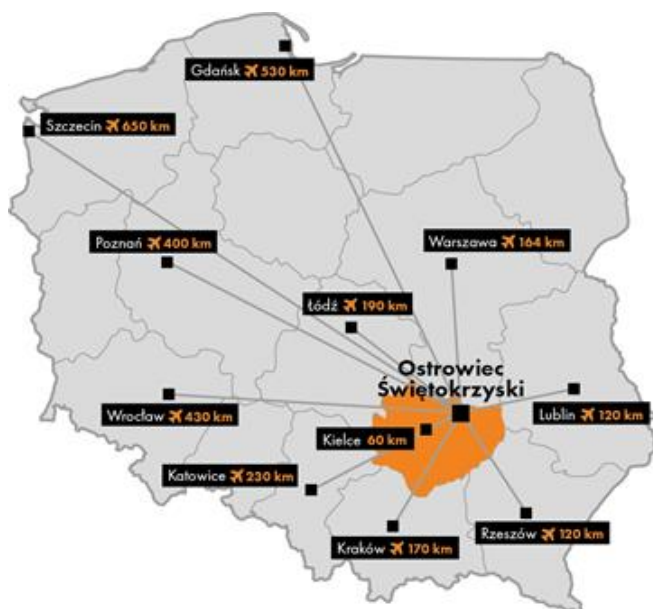 Gdańsk 530 km
Szczecin 650 km
Poznań 400 km
Warszawa 164 km
Łódź 190 km
Ostrowiec
Świętokrzyski
Wrocław 430 km
Lublin 120 km
Kielce 60 km
Katowice 230 km
Kraków 170 km
Rzeszów 120 km